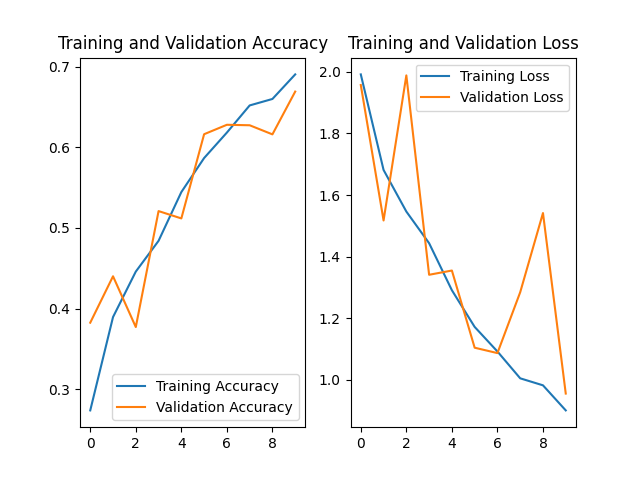 Training and Validation Accuracy
0.7
0.6
0.5
0.4
0.3
0 2 4 6 8
Training Accuracy
Validation Accuracy
Training and Validation Loss
2.0
1.8
1.6
1.4
1.2
1.0
0 2 4 6 8
Training Loss
Validation Loss